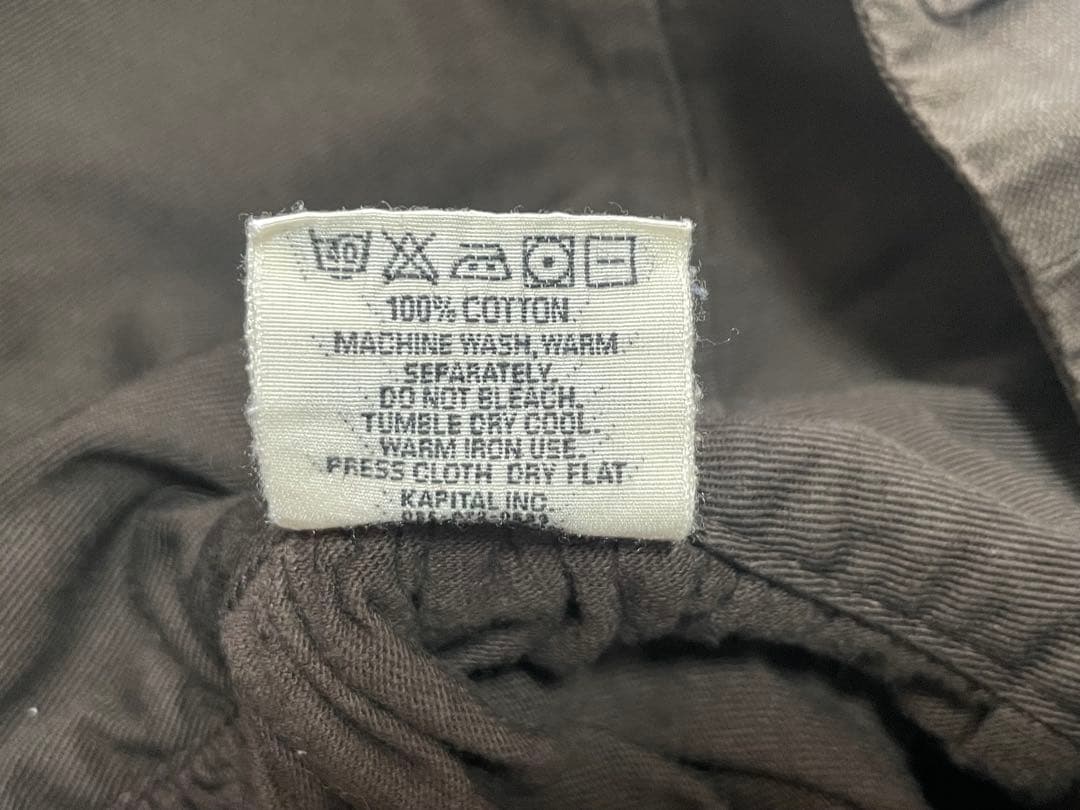 40
100% COTTON.
MACHINE WASH, WARM
SEPARATELY.
DO NOT BLEACH.
TUMBLE DRY COOL.
WARM IRON USE.
PRESS CLOTH DRY FLAT
KAPITAL INC.